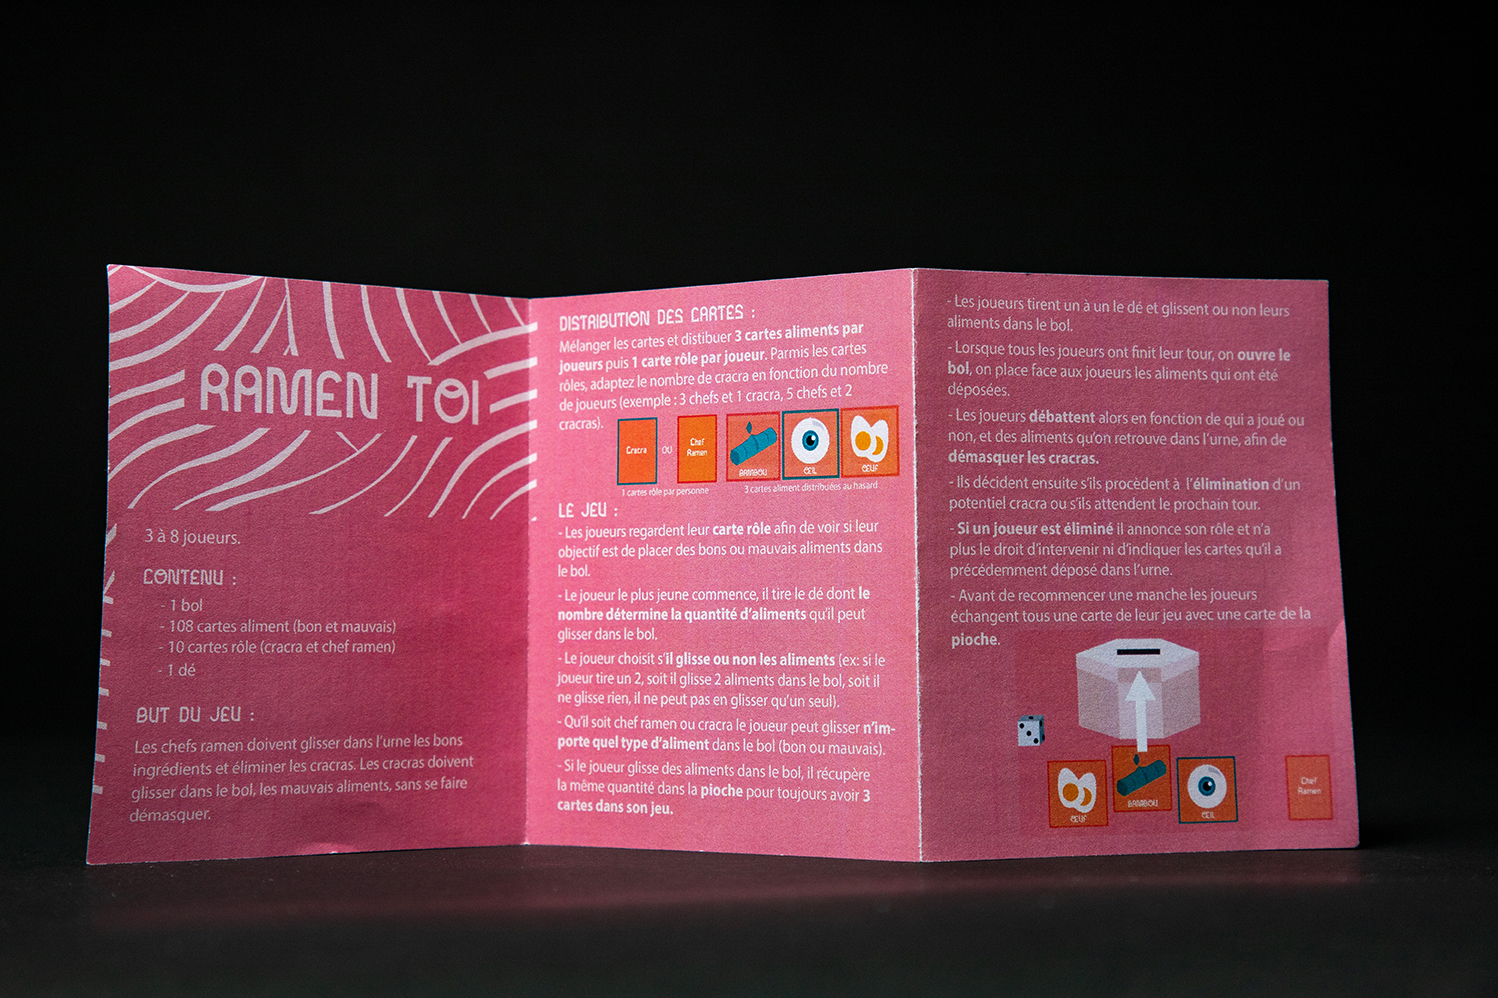 RAMEN TOI
3 à 8 joueurs.
CONTENU :
- 1 bol
- 108 cartes aliment (bon et mauvais)
- 10 cartes rôle (cracra et chef ramen)
- 1 dé
BUT DU JEU :
Les chefs ramen doivent glisser dans l'urne les bons
ingrédients et éliminer les cracras. Les cracras doivent
glisser dans le bol, les mauvais aliments, sans se faire
démasquer.
DISTRIBUTION DES CARTES :
Mélanger les cartes et distibuer 3 cartes aliments par
joueurs puis 1 carte rôle par joueur. Parmis les cartes
rôles, adaptez le nombre de cracra en fonction du nombre
de joueurs (exemple : 3 chefs et 1 cracra, 5 chefs et 2
cracras).
Cracra
OU
Chef
Ramen
BAMBOU
ŒIL
ŒUF
1 cartes rôle par personne
3 cartes aliment distribuées au hasard
LE JEU :
- Les joueurs regardent leur carte rôle afin de voir si leur
objectif est de placer des bons ou mauvais aliments dans
le bol.
- Le joueur le plus jeune commence, il tire le dé dont le
nombre détermine la quantité d'aliments qu'il peut
glisser dans le bol.
- Le joueur choisit s'il glisse ou non les aliments (ex: si le
joueur tire un 2, soit il glisse 2 aliments dans le bol, soit il
ne glisse rien, il ne peut pas en glisser qu'un seul).
- Qu'il soit chef ramen ou cracra le joueur peut glisser n'im-
porte quel type d'aliment dans le bol (bon ou mauvais).
- Si le joueur glisse des aliments dans le bol, il récupère
la même quantité dans la pioche pour toujours avoir 3
cartes dans son jeu.
- Les joueurs tirent un à un le dé et glissent ou non leurs
aliments dans le bol.
- Lorsque tous les joueurs ont finit leur tour, on ouvre le
bol, on place face aux joueurs les aliments qui ont été
déposées.
- Les joueurs débattent alors en fonction de qui a joué ou
non, et des aliments qu'on retrouve dans l'urne, afin de
démasquer les cracras.
- Ils décident ensuite s'ils procèdent à l'élimination d'un
potentiel cracra ou s'ils attendent le prochain tour.
- Si un joueur est éliminé il annonce son rôle et n'a
plus le droit d'intervenir ni d'indiquer les cartes qu'il a
précédemment déposé dans l'urne.
- Avant de recommencer une manche les joueurs
échangent tous une carte de leur jeu avec une carte de la
pioche.
ŒUF
BAMBOU
ŒIL
Chef
Ramen